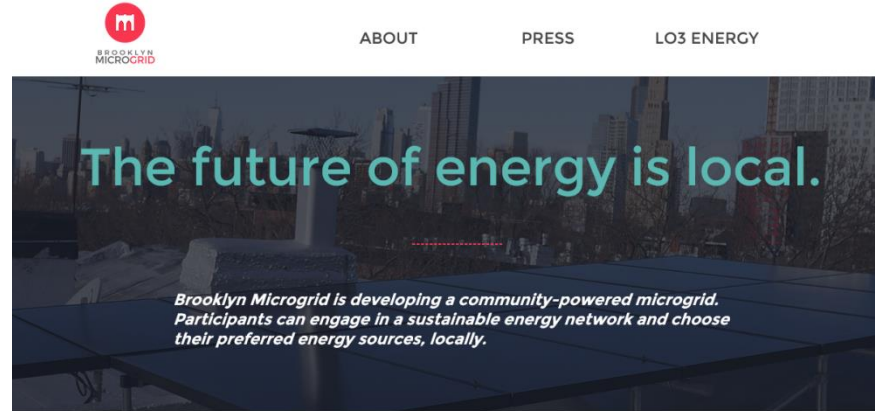 BROOKLYN
MICROGRID
ABOUT
PRESS
LO3 ENERGY
The future of energy is local.
Brooklyn Microgrid is developing a community-powered microgrid.
Participants can engage in a sustainable energy network and choose
their preferred energy sources, locally.